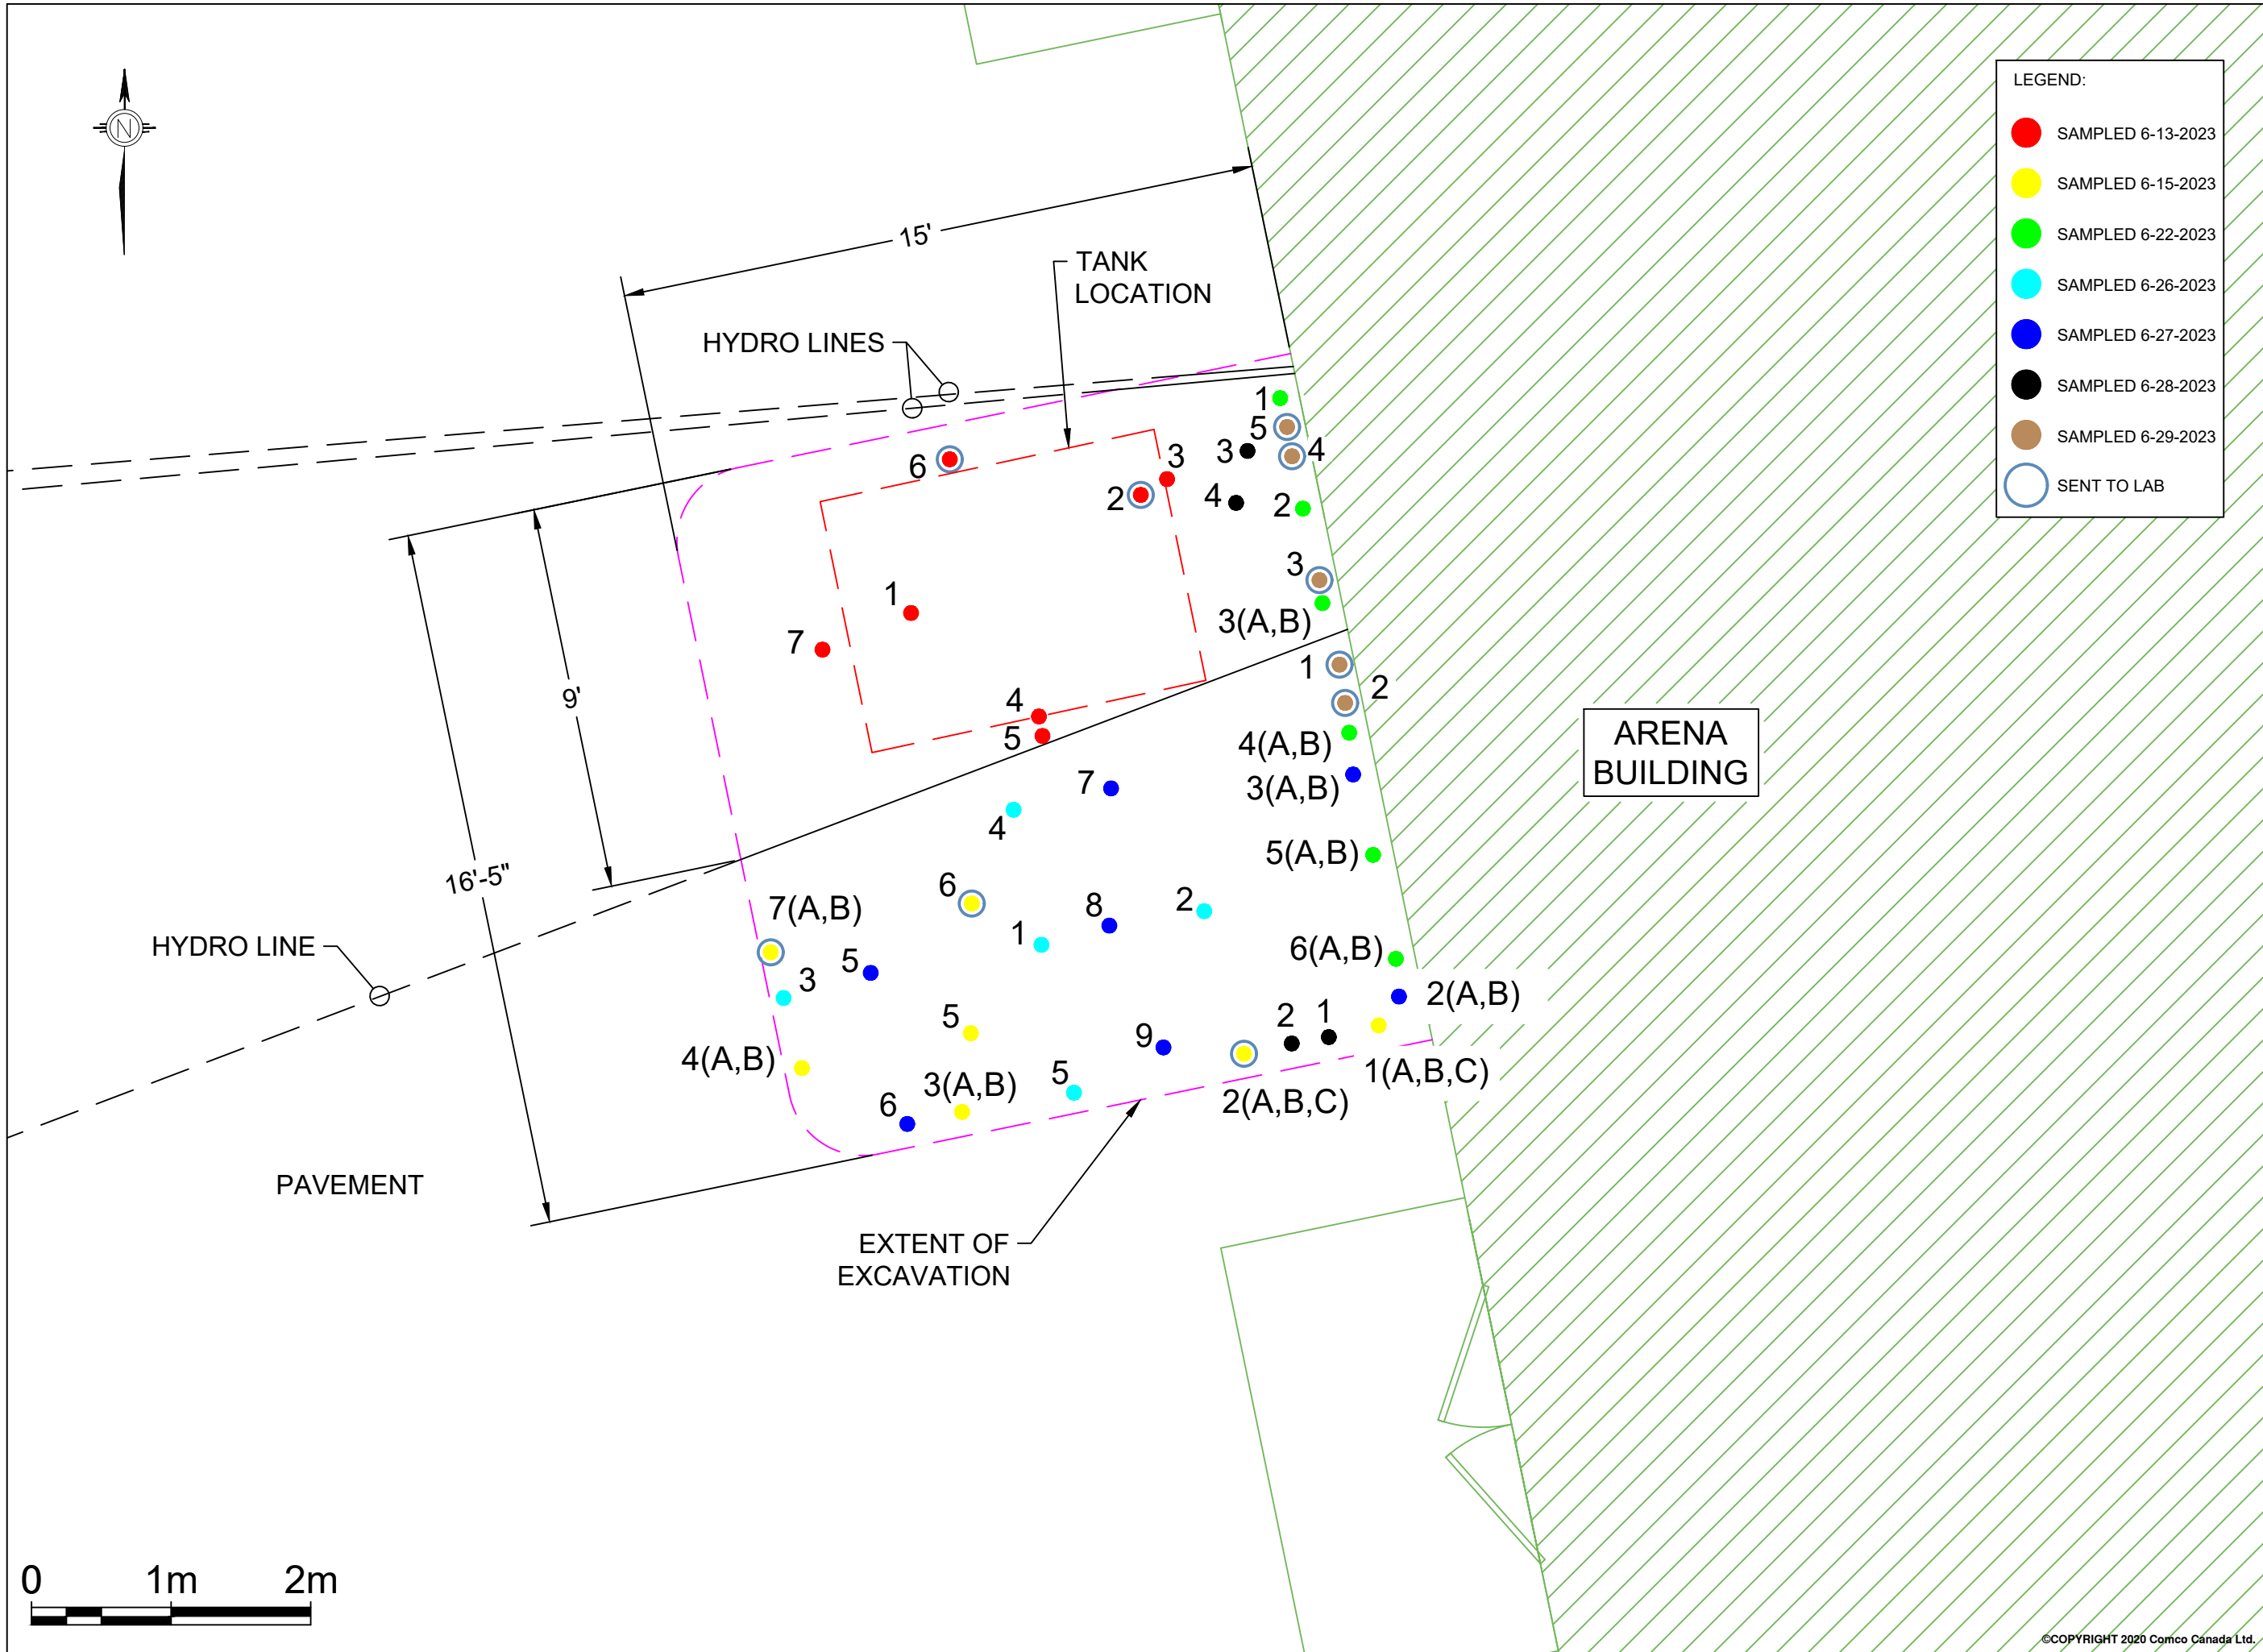 LEGEND:
SAMPLED 6-13-2023
SAMPLED 6-15-2023
SAMPLED 6-22-2023
SAMPLED 6-26-2023
SAMPLED 6-27-2023
SAMPLED 6-28-2023
SAMPLED 6-29-2023
SENT TO LAB
N
15'
TANK
LOCATION
HYDRO LINES
1
5
3
4
6
3
2
4
2
3
1
3(A,B)
7
1
2
9'
4
5
4(A,B)
3(A,B)
7
4
ARENA
BUILDING
5(A,B)
16'-5"
6
7(A,B)
8
2
1
HYDRO LINE
6(A,B)
5
3
2(A,B)
5
9
2
1
4(A,B)
3(A,B)
5
1(A,B,C)
6
2(A,B,C)
PAVEMENT
EXTENT OF
EXCAVATION
0 1m 2m
©COPYRIGHT 2020 Comco Canada Ltd.